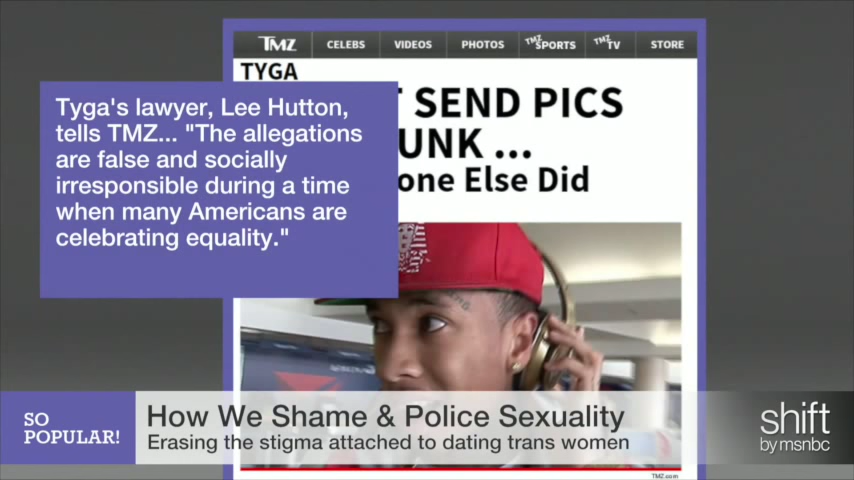 TMZ CELEBS VIDEOS PHOTOS TMZ SPORTS TMZ TV STORE
TYGA
SEND PICS
UNK ...
one Else Did
Tyga's lawyer, Lee Hutton,
tells TMZ... "The allegations
are false and socially
irresponsible during a time
when many Americans are
celebrating equality."
SO
POPULAR!
How We Shame & Police Sexuality
Erasing the stigma attached to dating trans women
shift
by msnbc
TMZ.com